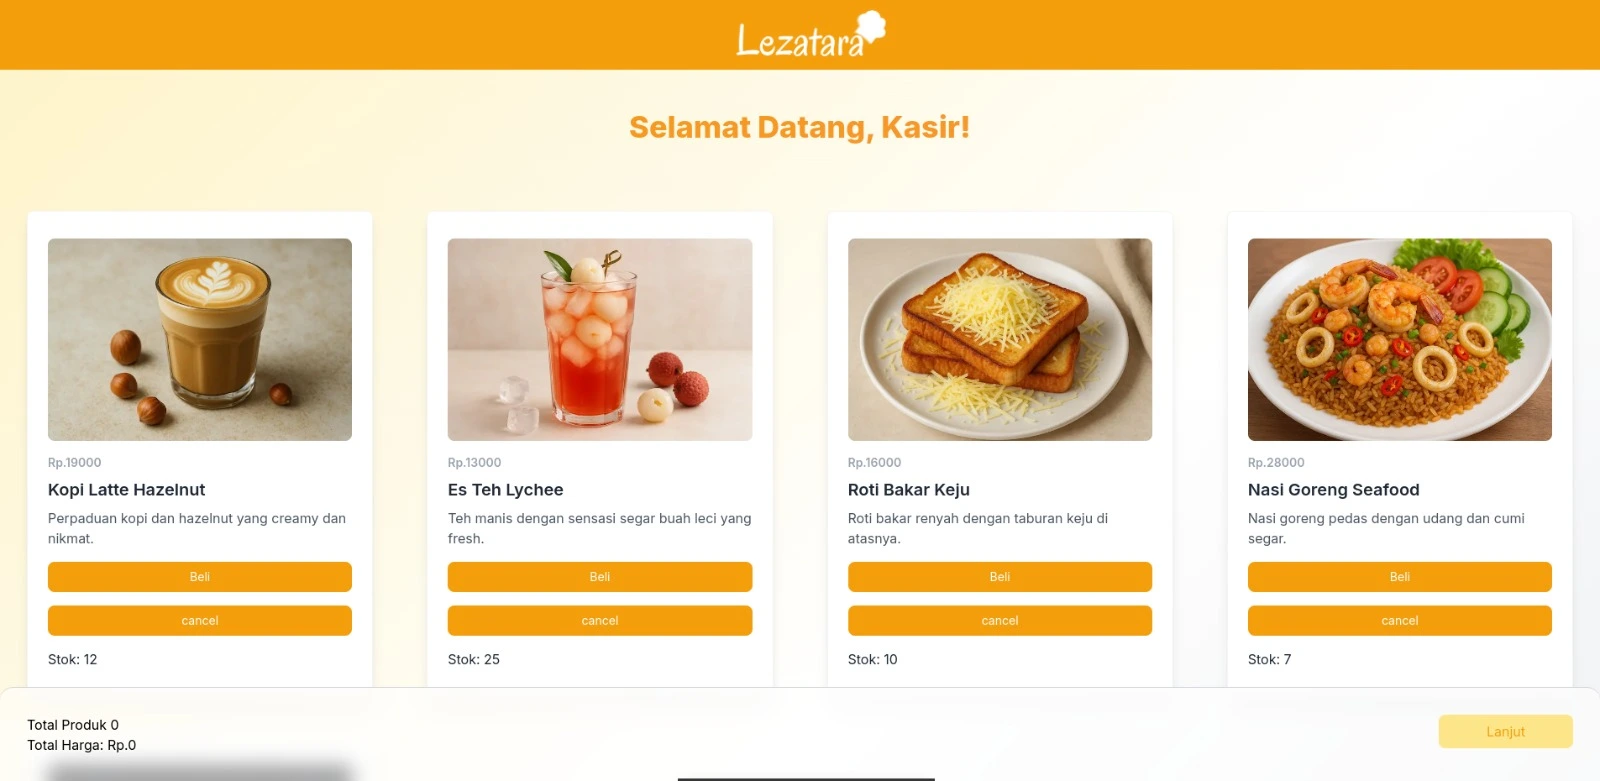 Lezatara
Selamat Datang, Kasir!
Rp.19000
Kopi Latte Hazelnut
Perpaduan kopi dan hazelnut yang creamy dan
nikmat.
Beli
cancel
Stok: 12
Rp.13000
Es Teh Lychee
Teh manis dengan sensasi segar buah leci yang
fresh.
Beli
cancel
Stok: 25
Rp.16000
Roti Bakar Keju
Roti bakar renyah dengan taburan keju di
atasnya.
Beli
cancel
Stok: 10
Rp.28000
Nasi Goreng Seafood
Nasi goreng pedas dengan udang dan cumi
segar.
Beli
cancel
Stok: 7
Total Produk 0
Total Harga: Rp.0
Lanjut